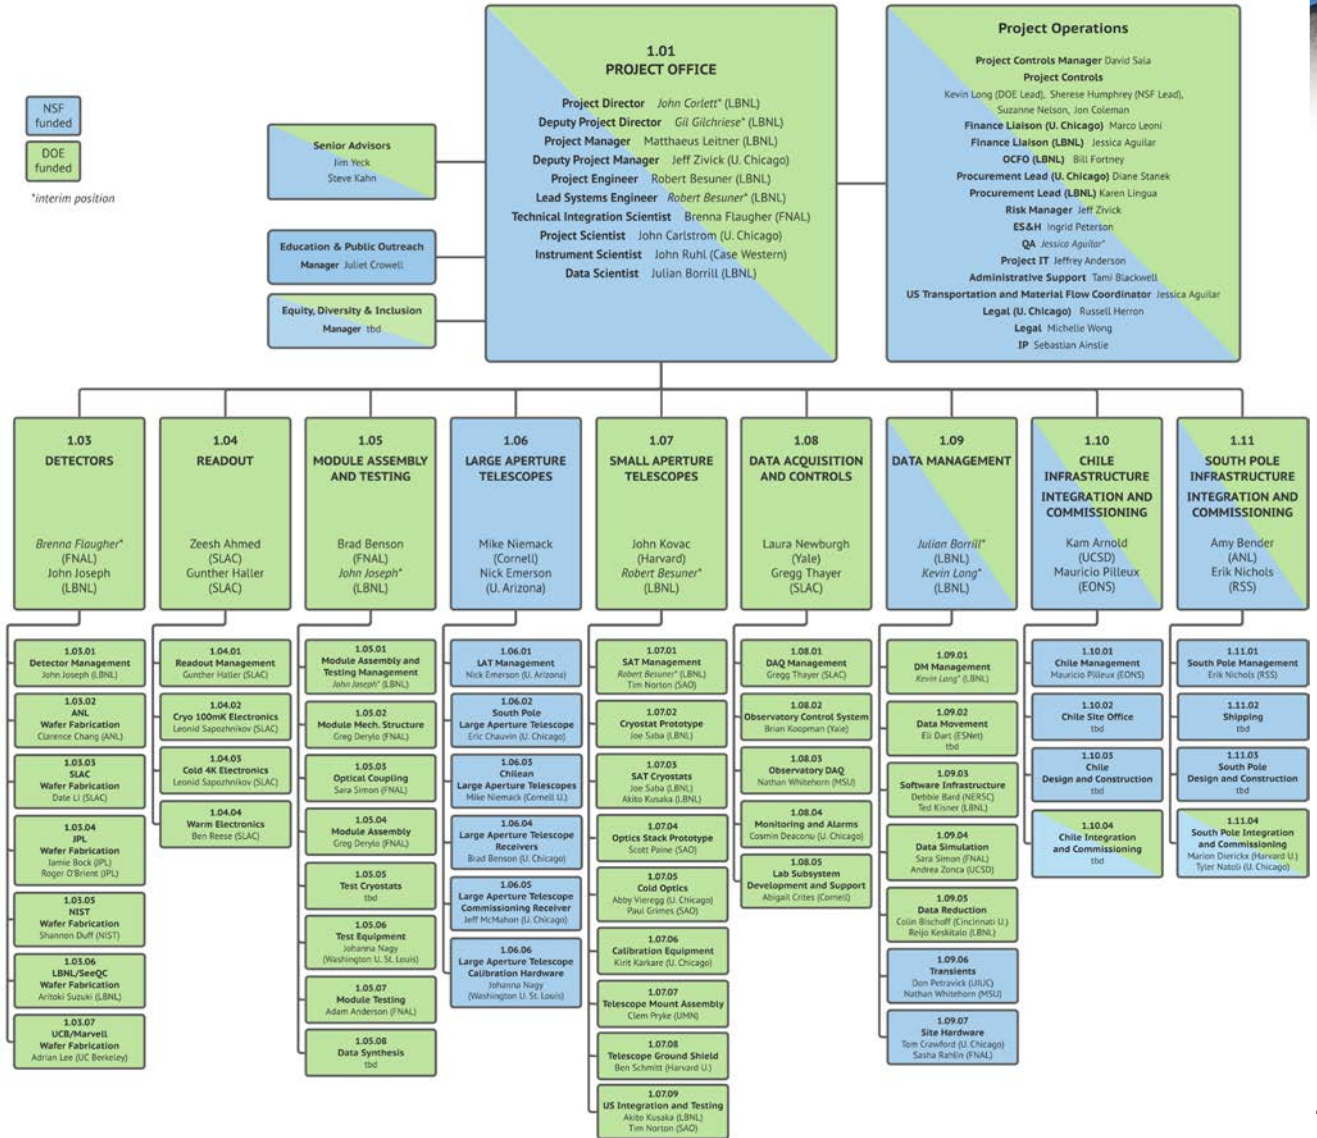 NSF
funded
DOE
funded
*interim position
Senior Advisors
Jim Yeck
Steve Kahn
Education & Public Outreach
Manager Juliet Crowell
Equity, Diversity & Inclusion
Manager tbd
1.01
PROJECT OFFICE
Project Director John Corlett* (LBNL)
Deputy Project Director Gil Gilchriese* (LBNL)
Project Manager Matthaeus Leitner (LBNL)
Deputy Project Manager Jeff Zivick (U. Chicago)
Project Engineer Robert Besuner (LBNL)
Lead Systems Engineer Robert Besuner* (LBNL)
Technical Integration Scientist Brenna Flaugher (FNAL)
Project Scientist John Carlstrom (U. Chicago)
Instrument Scientist John Ruhl (Case Western)
Data Scientist Julian Borrill (LBNL)
Project Operations
Project Controls Manager David Sala
Project Controls
Kevin Long (DOE Lead), Sherese Humphrey (NSF Lead),
Suzanne Nelson, Jon Coleman
Finance Liaison (U. Chicago) Marco Leoni
Finance Liaison (LBNL) Jessica Aguilar
OCFO (LBNL) Bill Fortney
Procurement Lead (U. Chicago) Diane Stanek
Procurement Lead (LBNL) Karen Lingua
Risk Manager Jeff Zivick
ES&H Ingrid Peterson
QA Jessica Aguilar*
Project IT Jeffrey Anderson
Administrative Support Tami Blackwell
US Transportation and Material Flow Coordinator Jessica Aguilar
Legal (U. Chicago) Russell Herron
Legal Michelle Wong
IP Sebastian Ainslie
1.03
DETECTORS
Brenna Flaugher*
(FNAL)
John Joseph
(LBNL)
1.03.01
Detector Management
John Joseph (LBNL)
1.03.02
ANL
Wafer Fabrication
Clarence Chang (ANL)
1.03.03
SLAC
Wafer Fabrication
Dale Li (SLAC)
1.03.04
JPL
Wafer Fabrication
Jamie Bock (JPL)
Roger O'Brient (JPL)
1.03.05
NIST
Wafer Fabrication
Shannon Duff (NIST)
1.03.06
LBNL/SeeQC
Wafer Fabrication
Aritoki Suzuki (LBNL)
1.03.07
UCB/Marvell
Wafer Fabrication
Adrian Lee (UC Berkeley)
1.04
READOUT
Zeesh Ahmed
(SLAC)
Gunther Haller
(SLAC)
1.04.01
Readout Management
Gunther Haller (SLAC)
1.04.02
Cryo 100mK Electronics
Leonid Sapozhnikov (SLAC)
1.04.03
Cold 4K Electronics
Leonid Sapozhnikov (SLAC)
1.04.04
Warm Electronics
Ben Reese (SLAC)
1.05
MODULE ASSEMBLY
AND TESTING
Brad Benson
(FNAL)
John Joseph*
(LBNL)
1.05.01
Module Assembly and
Testing Management
John Joseph* (LBNL)
1.05.02
Module Mech. Structure
Greg Derylo (FNAL)
1.05.03
Optical Coupling
Sara Simon (FNAL)
1.05.04
Module Assembly
Greg Derylo (FNAL)
1.05.05
Test Cryostats
tbd
1.05.06
Test Equipment
Johanna Nagy
(Washington U. St. Louis)
1.05.07
Module Testing
Adam Anderson (FNAL)
1.05.08
Data Synthesis
tbd
1.06
LARGE APERTURE
TELESCOPES
Mike Niemack
(Cornell)
Nick Emerson
(U. Arizona)
1.06.01
LAT Management
Nick Emerson (U. Arizona)
1.06.02
South Pole
Large Aperture Telescope
Eric Chauvin (U. Chicago)
1.06.03
Chilean
Large Aperture Telescopes
Mike Niemack (Cornell U.)
1.06.04
Large Aperture Telescope
Receivers
Brad Benson (U. Chicago)
1.06.05
Large Aperture Telescope
Commissioning Receiver
Jeff McMahon (U. Chicago)
1.06.06
Large Aperture Telescope
Calibration Hardware
Johanna Nagy
(Washington U. St. Louis)
1.07
SMALL APERTURE
TELESCOPES
John Kovac
(Harvard)
Robert Besuner*
(LBNL)
1.07.01
SAT Management
Robert Besuner* (LBNL)
Tim Norton (SAO)
1.07.02
Cryostat Prototype
Joe Saba (LBNL)
1.07.03
SAT Cryostats
Joe Saba (LBNL)
Akito Kusaka (LBNL)
1.07.04
Optics Stack Prototype
Scott Paine (SAO)
1.07.05
Cold Optics
Abby Vieregg (U. Chicago)
Paul Grimes (SAO)
1.07.06
Calibration Equipment
Kirit Karkare (U. Chicago)
1.07.07
Telescope Mount Assembly
Clem Pryke (UMN)
1.07.08
Telescope Ground Shield
Ben Schmitt (Harvard U.)
1.07.09
US Integration and Testing
Akito Kusaka (LBNL)
Tim Norton (SAO)
1.08
DATA ACQUISITION
AND CONTROLS
Laura Newburgh
(Yale)
Gregg Thayer
(SLAC)
1.08.01
DAQ Management
Gregg Thayer (SLAC)
1.08.02
Observatory Control System
Brian Koopman (Yale)
1.08.03
Observatory DAQ
Nathan Whitehorn (MSU)
1.08.04
Monitoring and Alarms
Cosmin Deaconu (U. Chicago)
1.08.05
Lab Subsystem
Development and Support
Abigail Crites (Cornell)
1.09
DATA MANAGEMENT
Julian Borrill*
(LBNL)
Kevin Long*
(LBNL)
1.09.01
DM Management
Kevin Long* (LBNL)
1.09.02
Data Movement
Eli Dart (ESNet)
tbd
1.09.03
Software Infrastructure
Debbie Bard (NERSC)
Ted Kisner (LBNL)
1.09.04
Data Simulation
Sara Simon (FNAL)
Andrea Zonca (UCSD)
1.09.05
Data Reduction
Colin Bischoff (Cincinnati U.)
Reijo Keskitalo (LBNL)
1.09.06
Transients
Don Petravick (UIUC)
Nathan Whitehorn (MSU)
1.09.07
Site Hardware
Tom Crawford (U. Chicago)
Sasha Rahlin (FNAL)
1.10
CHILE
INFRASTRUCTURE
INTEGRATION AND
COMMISSIONING
Kam Arnold
(UCSD)
Mauricio Pilleux
(EONS)
1.10.01
Chile Management
Mauricio Pilleux (EONS)
1.10.02
Chile Site Office
tbd
1.10.03
Chile
Design and Construction
tbd
1.10.04
Chile Integration
and Commissioning
tbd
1.11
SOUTH POLE
INFRASTRUCTURE
INTEGRATION AND
COMMISSIONING
Amy Bender
(ANL)
Erik Nichols
(RSS)
1.11.01
South Pole Management
Erik Nichols (RSS)
1.11.02
Shipping
tbd
1.11.03
South Pole
Design and Construction
tbd
1.11.04
South Pole Integration
and Commissioning
Marion Dierickx (Harvard U.)
Tyler Natoli (U. Chicago)